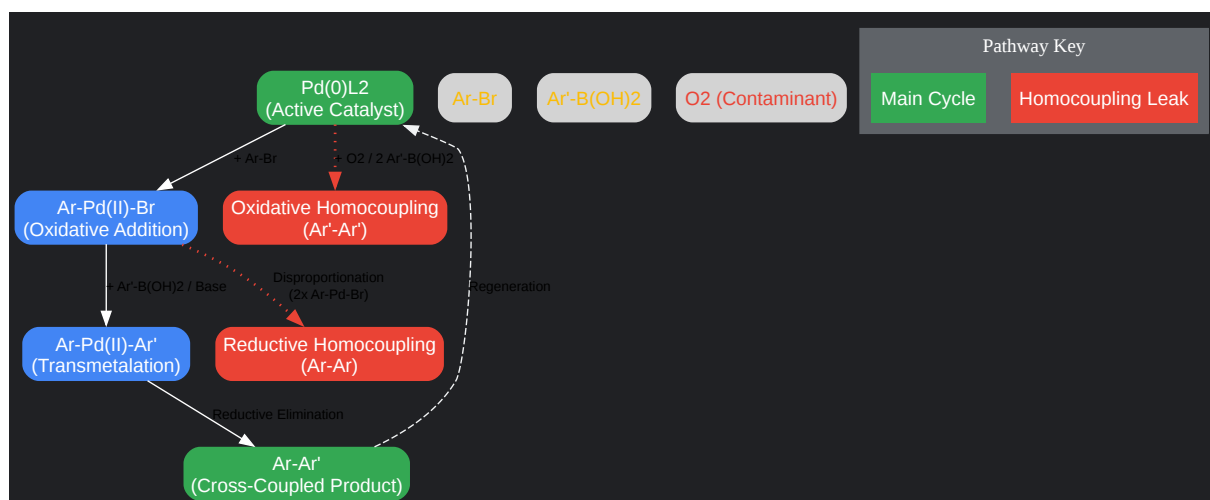 Pathway Key
Pd(0)L2
(Active Catalyst)
Ar-Br
Ar'-B(OH)2
O2 (Contaminant)
Main Cycle
Homocoupling Leak
+ Ar-Br
+ O2 / 2 Ar'-B(OH)2
Ar-Pd(II)-Br
(Oxidative Addition)
Oxidative Homocoupling
(Ar'-Ar')
+ Ar'-B(OH)2 / Base
Disproportionation
(2x Ar-Pd-Br)
Regeneration
Ar-Pd(II)-Ar'
(Transmetalation)
Reductive Homocoupling
(Ar-Ar)
Reductive Elimination
Ar-Ar'
(Cross-Coupled Product)